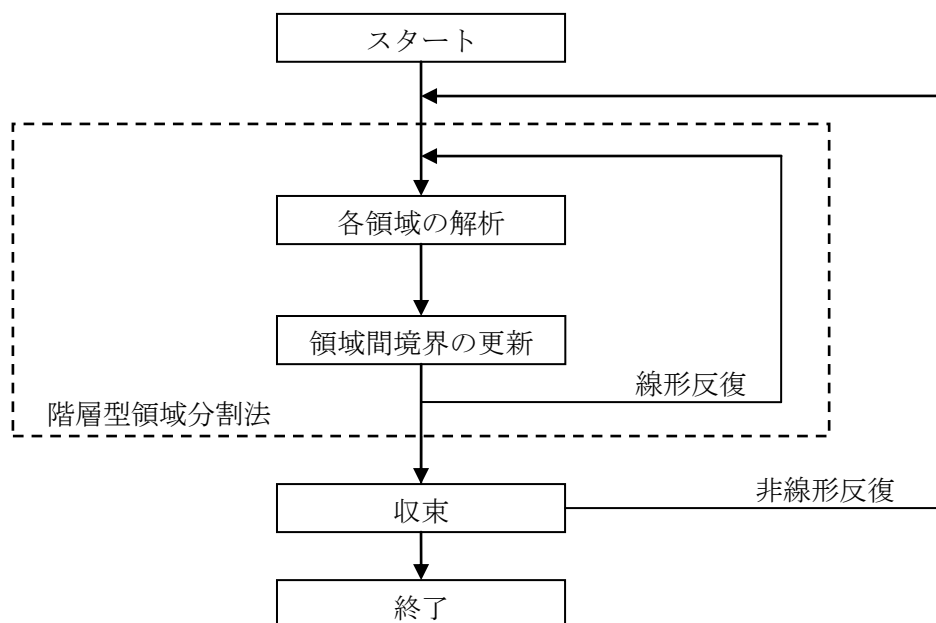 スタート
各領域の解析
領域間境界の更新
線形反復
階層型領域分割法
非線形反復
収束
終了